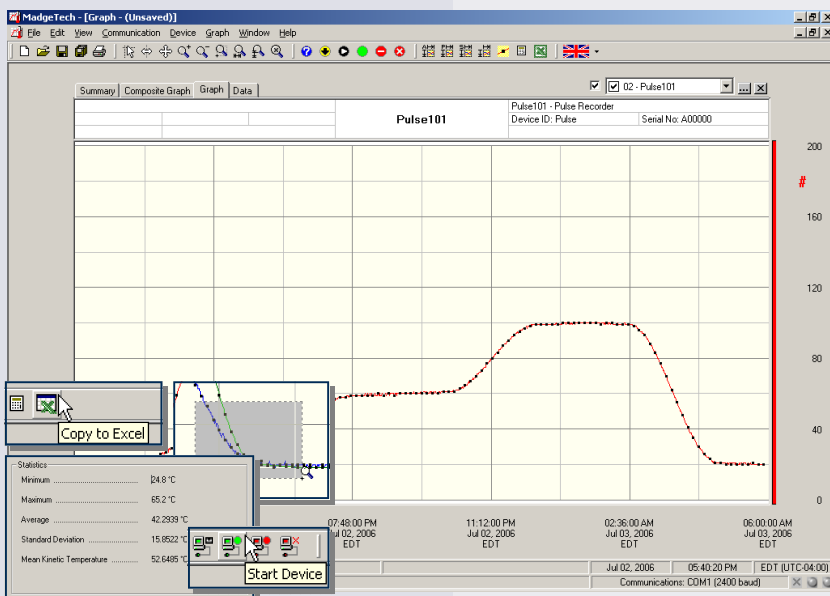 MadgeTech - [Graph - (Unsaved)]
File Edit View Communication Device Graph Window Help
Summary Composite Graph Graph Data
02 - Pulse101
...
Pulse101
Pulse101 - Pulse Recorder
Device ID: Pulse
Serial No: A00000
200
#
160
120
80
40
0
Copy to Excel
Statistics
Minimum 24.8 °C
Maximum 65.2 °C
Average 42.2939 °C
Standard Deviation 15.8522 °C
Mean Kinetic Temperature 52.6485 °C
Start Device
07:48:00 PM
Jul 02, 2006
EDT
11:12:00 PM
Jul 02, 2006
EDT
02:36:00 AM
Jul 03, 2006
EDT
06:00:00 AM
Jul 03, 2006
EDT
Jul 02, 2006 05:40:20 PM EDT (UTC-04:00)
Communications: COM1 (2400 baud)